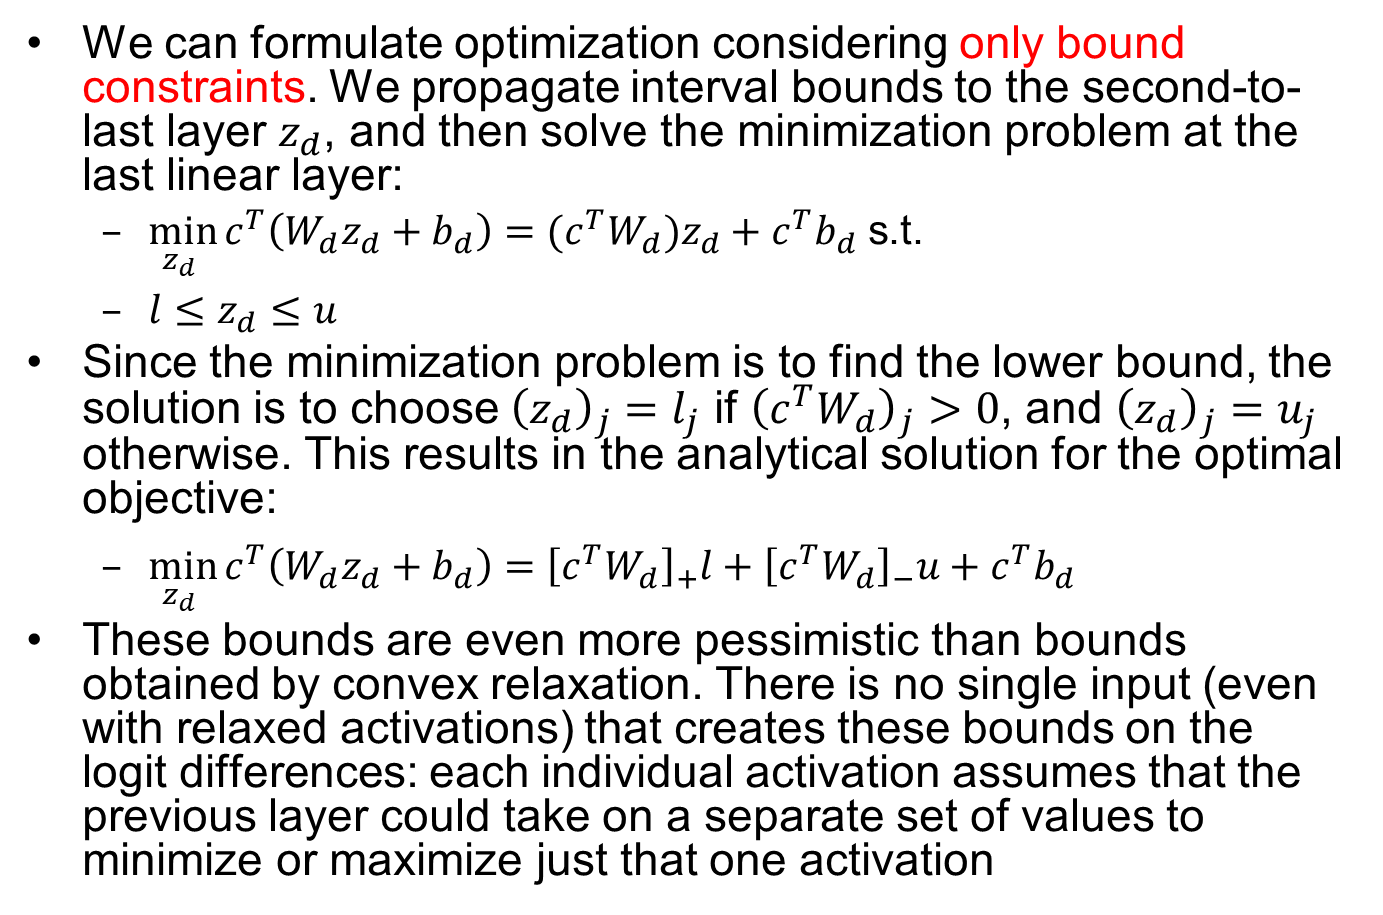 • We can formulate optimization considering only bound
constraints. We propagate interval bounds to the second-to-
last layer z_d, and then solve the minimization problem at the
last linear layer:
– min_{z_d} c^T(W_d z_d + b_d) = (c^T W_d)z_d + c^T b_d s.t.
– l ≤ z_d ≤ u
• Since the minimization problem is to find the lower bound, the
solution is to choose (z_d)_j = l_j if (c^T W_d)_j > 0, and (z_d)_j = u_j
otherwise. This results in the analytical solution for the optimal
objective:
– min_{z_d} c^T(W_d z_d + b_d) = [c^T W_d]_+ l + [c^T W_d]_− u + c^T b_d
• These bounds are even more pessimistic than bounds
obtained by convex relaxation. There is no single input (even
with relaxed activations) that creates these bounds on the
logit differences: each individual activation assumes that the
previous layer could take on a separate set of values to
minimize or maximize just that one activation